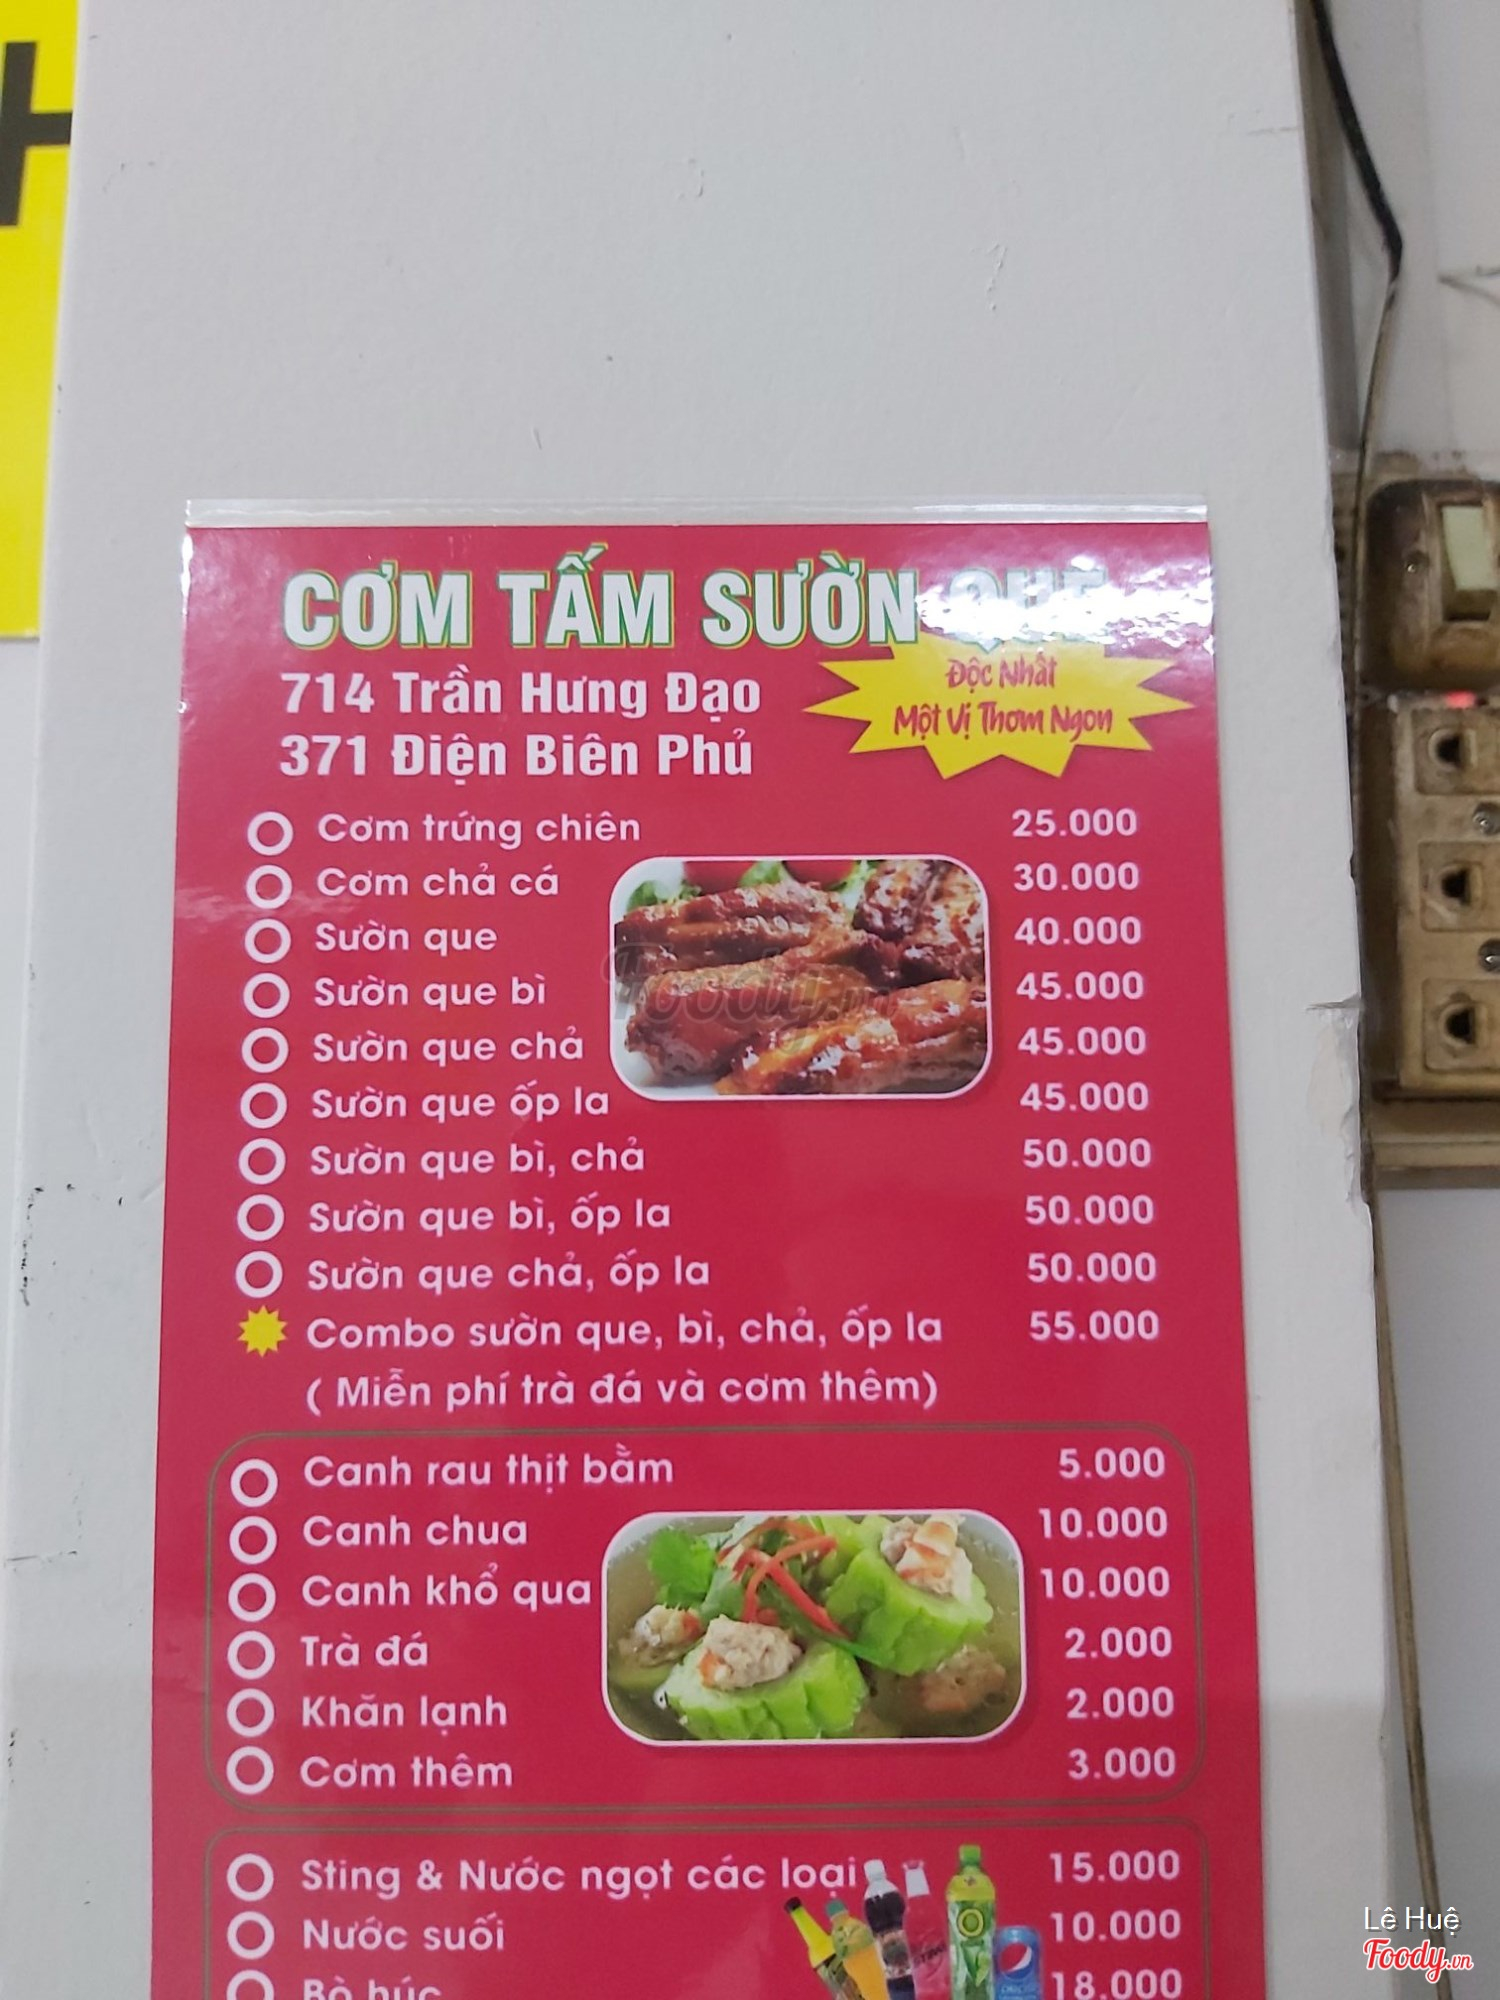 H
CƠM TẤM SƯỜN QUE
714 Trần Hưng Đạo
371 Điện Biên Phủ
Độc Nhất
Một Vị Thơm Ngon
Cơm trứng chiên 25.000
Cơm chả cá 30.000
Sườn que 40.000
Sườn que bì 45.000
Sườn que chả 45.000
Sườn que ốp la 45.000
Sườn que bì, chả 50.000
Sườn que bì, ốp la 50.000
Sườn que chả, ốp la 50.000
Combo sườn que, bì, chả, ốp la 55.000
( Miễn phí trà đá và cơm thêm)
Canh rau thịt bằm 5.000
Canh chua 10.000
Canh khổ qua 10.000
Trà đá 2.000
Khăn lạnh 2.000
Cơm thêm 3.000
Sting & Nước ngọt các loại 15.000
Nước suối 10.000
Bò húc 18.000
Foody.vn
Lê Huệ
Foody.vn